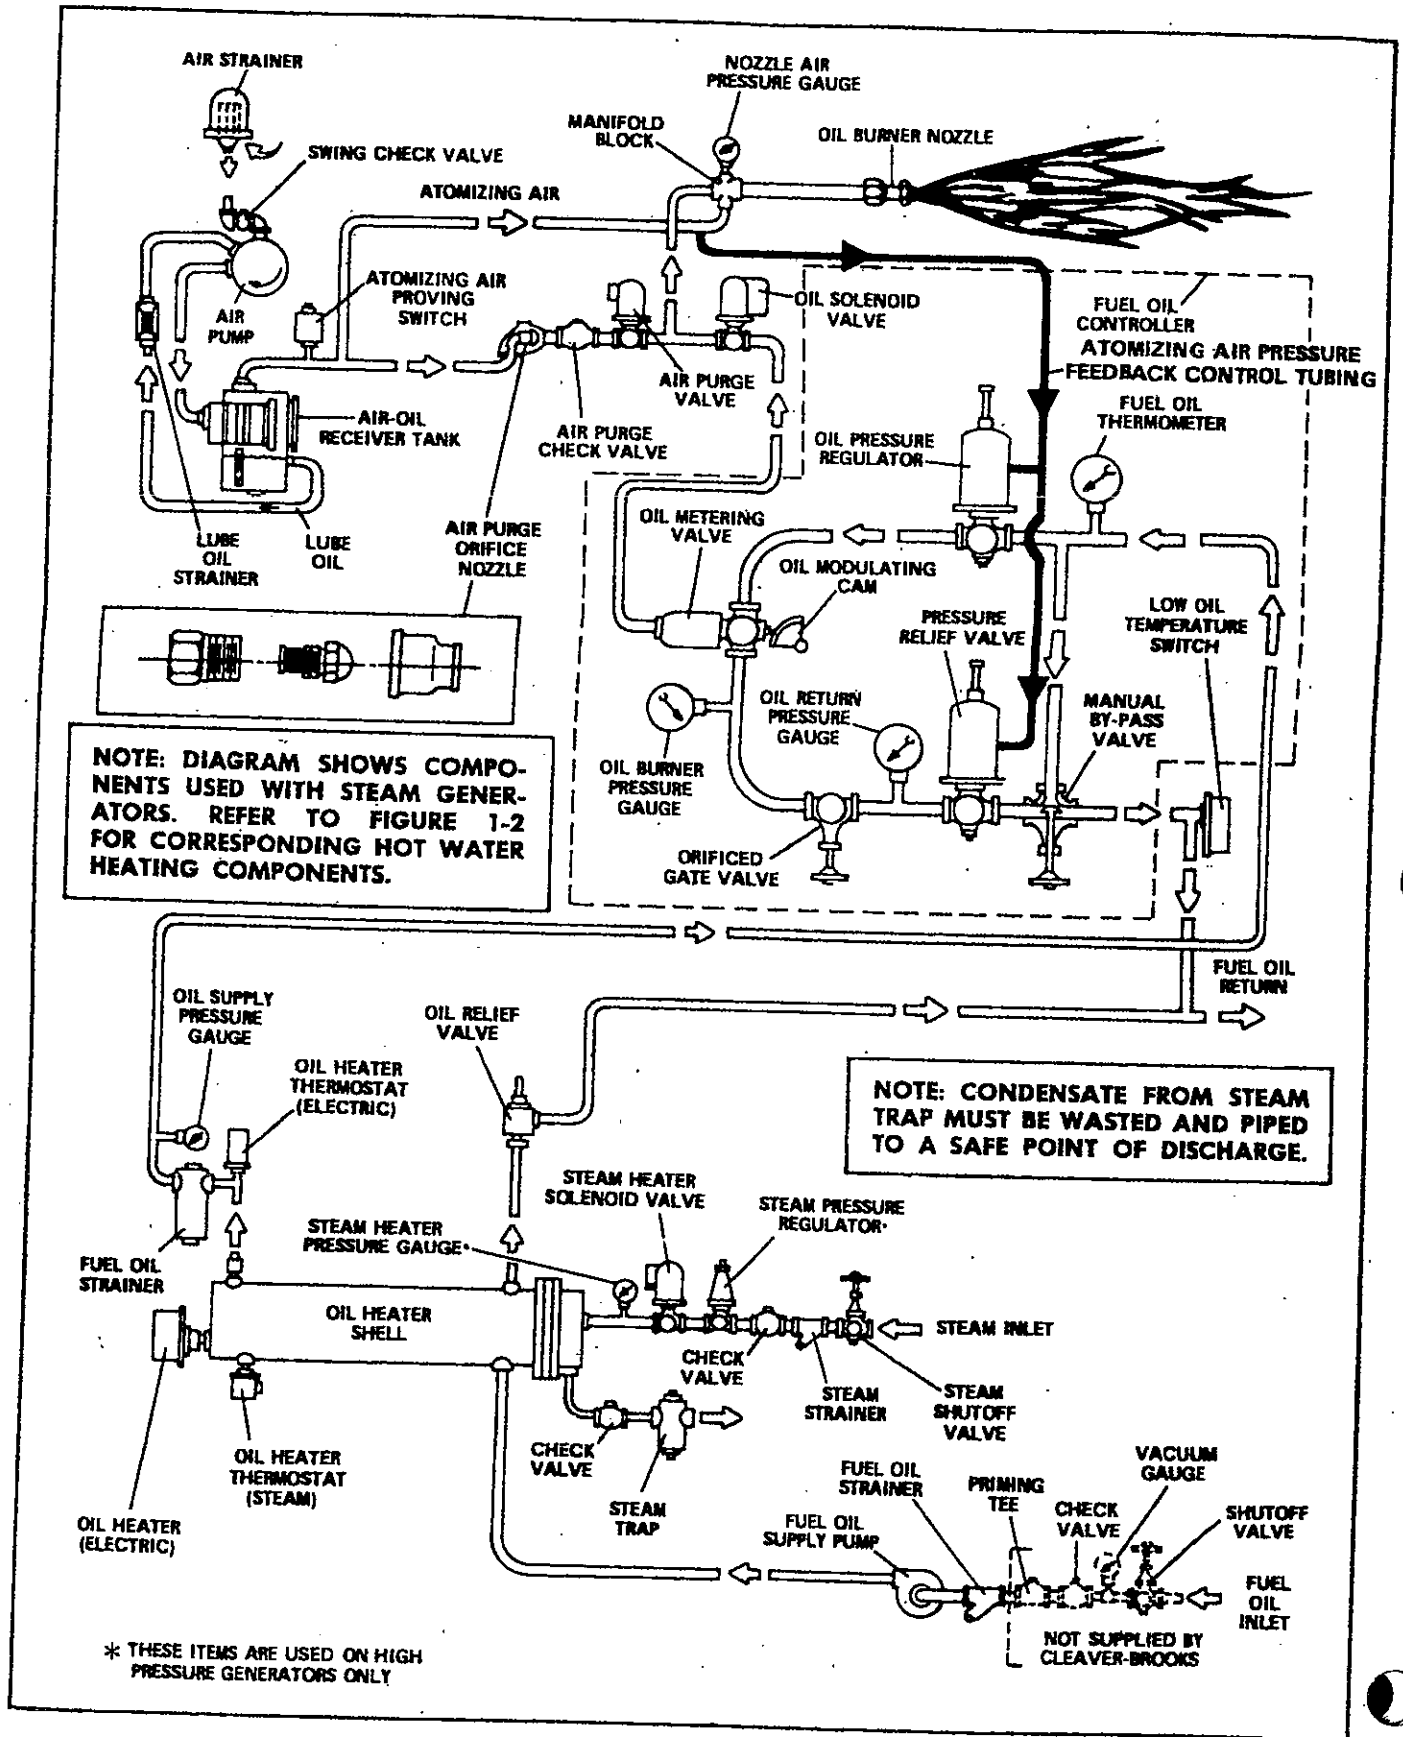 AIR STRAINER
NOZZLE AIR
PRESSURE GAUGE
MANIFOLD
BLOCK
OIL BURNER NOZZLE
SWING CHECK VALVE
ATOMIZING AIR
ATOMIZING AIR
PROVING
SWITCH
AIR
PUMP
OIL SOLENOID
VALVE
FUEL OIL
CONTROLLER
ATOMIZING AIR PRESSURE
FEEDBACK CONTROL TUBING
AIR PURGE
VALVE
FUEL OIL
THERMOMETER
AIR-OIL
RECEIVER TANK
AIR PURGE
CHECK VALVE
OIL PRESSURE
REGULATOR
LUBE
OIL
STRAINER
LUBE
OIL
AIR PURGE
ORIFICE
NOZZLE
OIL METERING
VALVE
OIL MODULATING
CAM
PRESSURE
RELIEF VALVE
LOW OIL
TEMPERATURE
SWITCH
OIL RETURN
PRESSURE
GAUGE
MANUAL
BY-PASS
VALVE
OIL BURNER
PRESSURE
GAUGE
ORIFICED
GATE VALVE
NOTE: DIAGRAM SHOWS COMPO-
NENTS USED WITH STEAM GENER-
ATORS. REFER TO FIGURE 1-2
FOR CORRESPONDING HOT WATER
HEATING COMPONENTS.
FUEL OIL
RETURN
OIL SUPPLY
PRESSURE
GAUGE
OIL RELIEF
VALVE
OIL HEATER
THERMOSTAT
(ELECTRIC)
NOTE: CONDENSATE FROM STEAM
TRAP MUST BE WASTED AND PIPED
TO A SAFE POINT OF DISCHARGE.
STEAM HEATER
SOLENOID VALVE
STEAM PRESSURE
REGULATOR*
STEAM HEATER
PRESSURE GAUGE*
FUEL OIL
STRAINER
OIL HEATER
SHELL
STEAM INLET
CHECK
VALVE
STEAM
STRAINER
STEAM
SHUTOFF
VALVE
CHECK
VALVE
STEAM
TRAP
OIL HEATER
THERMOSTAT
(STEAM)
OIL HEATER
(ELECTRIC)
FUEL OIL
STRAINER
FUEL OIL
SUPPLY PUMP
PRIMING
TEE
CHECK
VALVE
VACUUM
GAUGE
SHUTOFF
VALVE
FUEL
OIL
INLET
NOT SUPPLIED BY
CLEAVER-BROOKS
* THESE ITEMS ARE USED ON HIGH
PRESSURE GENERATORS ONLY